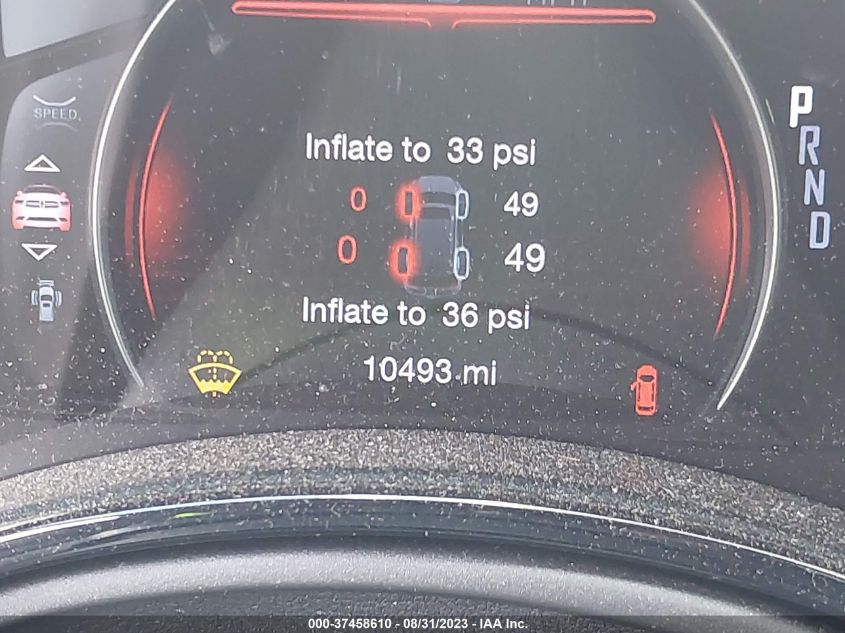 SPEED
P
R
N
D
Inflate to 33 psi
0 49
0 49
Inflate to 36 psi
10493 mi
000-37458610 - 08/31/2023 - IAA Inc.